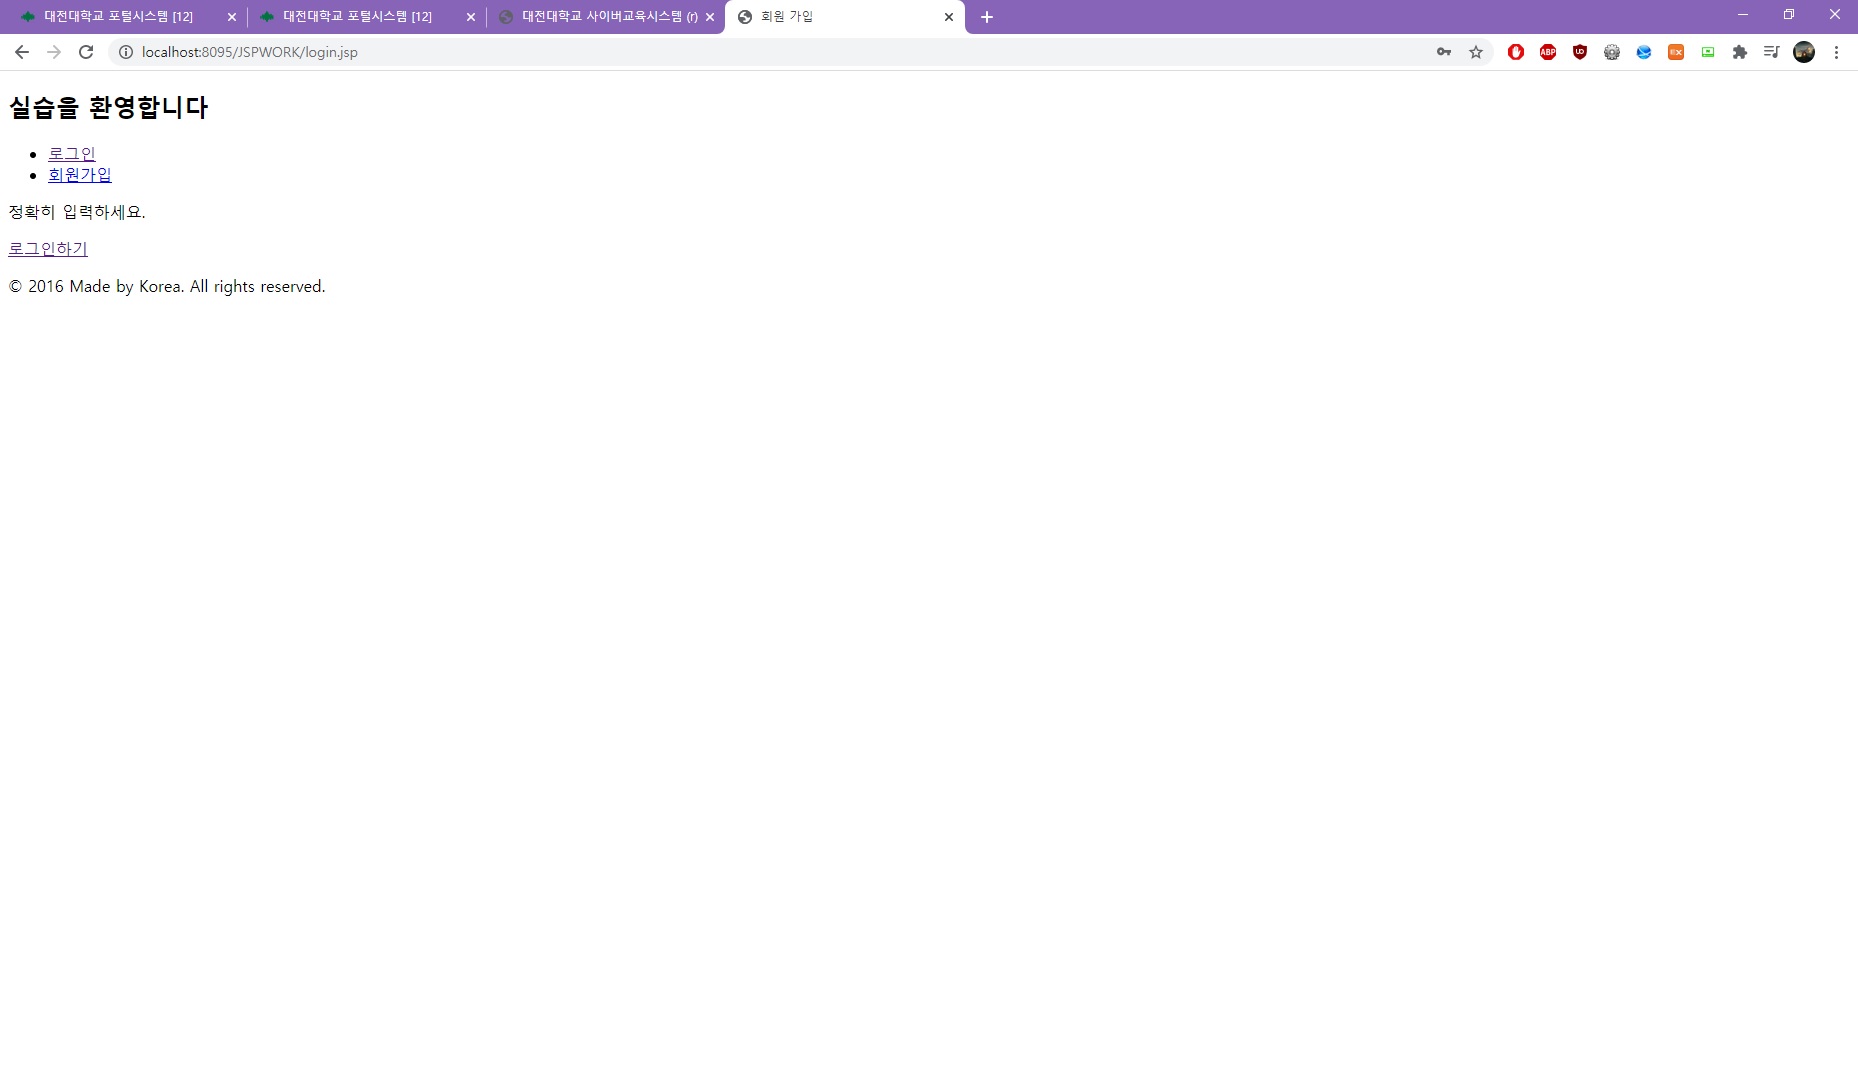 대전대학교 포털시스템 [12]
대전대학교 포털시스템 [12]
대전대학교 사이버교육시스템 (r)
회원 가입
localhost:8095/JSPWORK/login.jsp
ABP
실습을 환영합니다
로그인
회원가입
정확히 입력하세요.
로그인하기
© 2016 Made by Korea. All rights reserved.